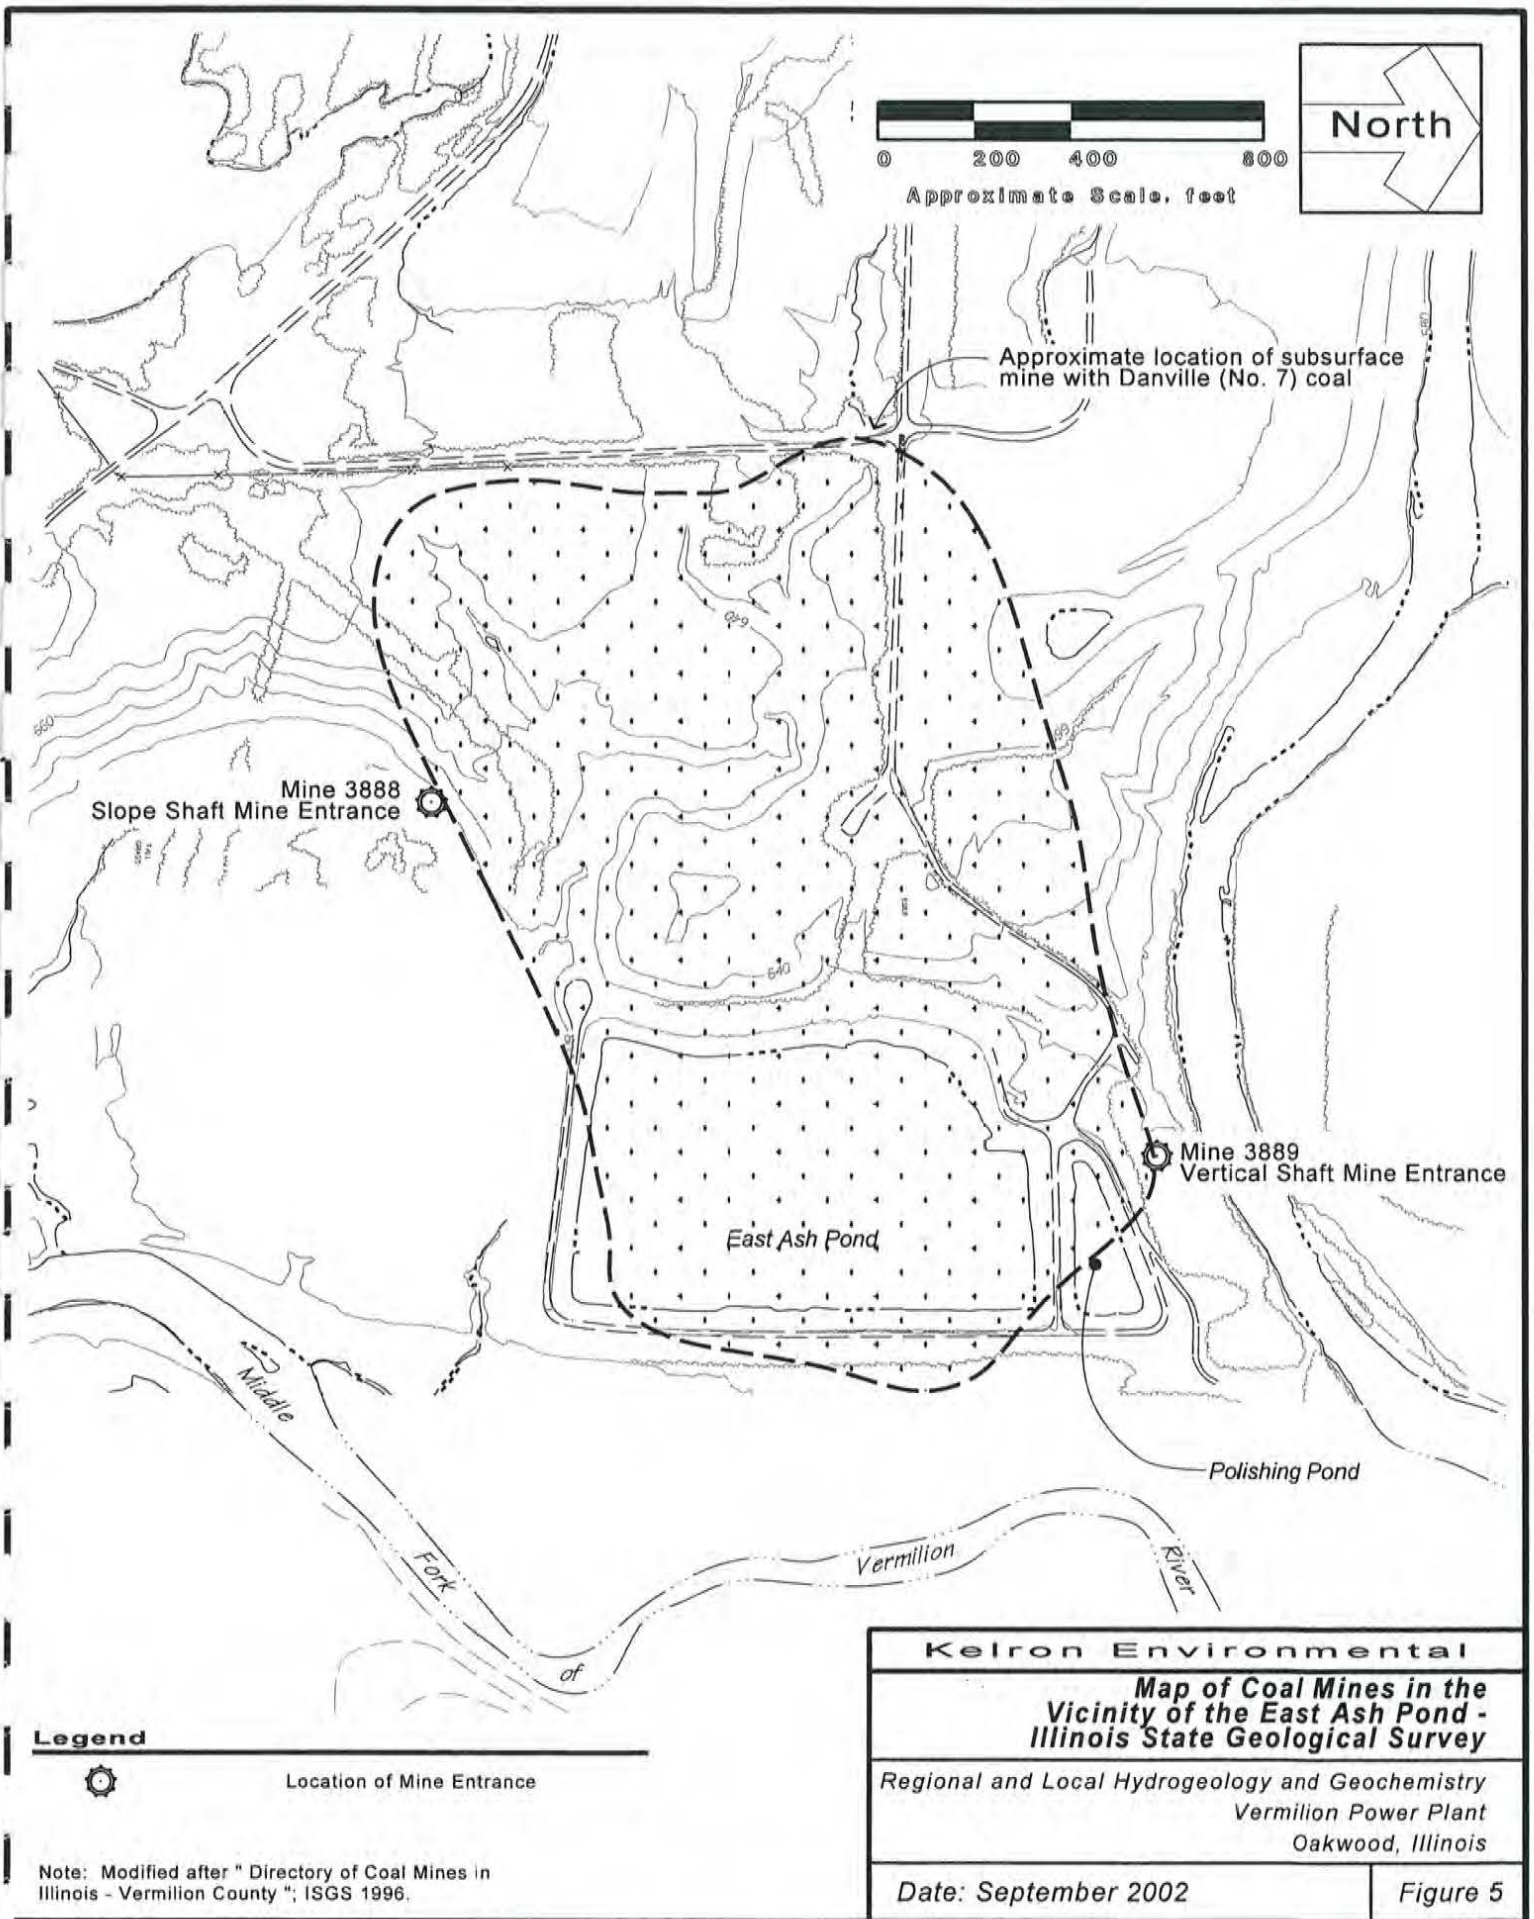 North
0 200 400 800
Approximate Scale, feet
Approximate location of subsurface
mine with Danville (No. 7) coal
640
Mine 3888
Slope Shaft Mine Entrance
640
Mine 3889
Vertical Shaft Mine Entrance
East Ash Pond
Polishing Pond
Middle
Fork
of
Vermilion
River
Kelron Environmental
Map of Coal Mines in the
Vicinity of the East Ash Pond -
Illinois State Geological Survey
Regional and Local Hydrogeology and Geochemistry
Vermilion Power Plant
Oakwood, Illinois
Date: September 2002
Figure 5
Legend
Location of Mine Entrance
Note: Modified after " Directory of Coal Mines in
Illinois - Vermilion County "; ISGS 1996.